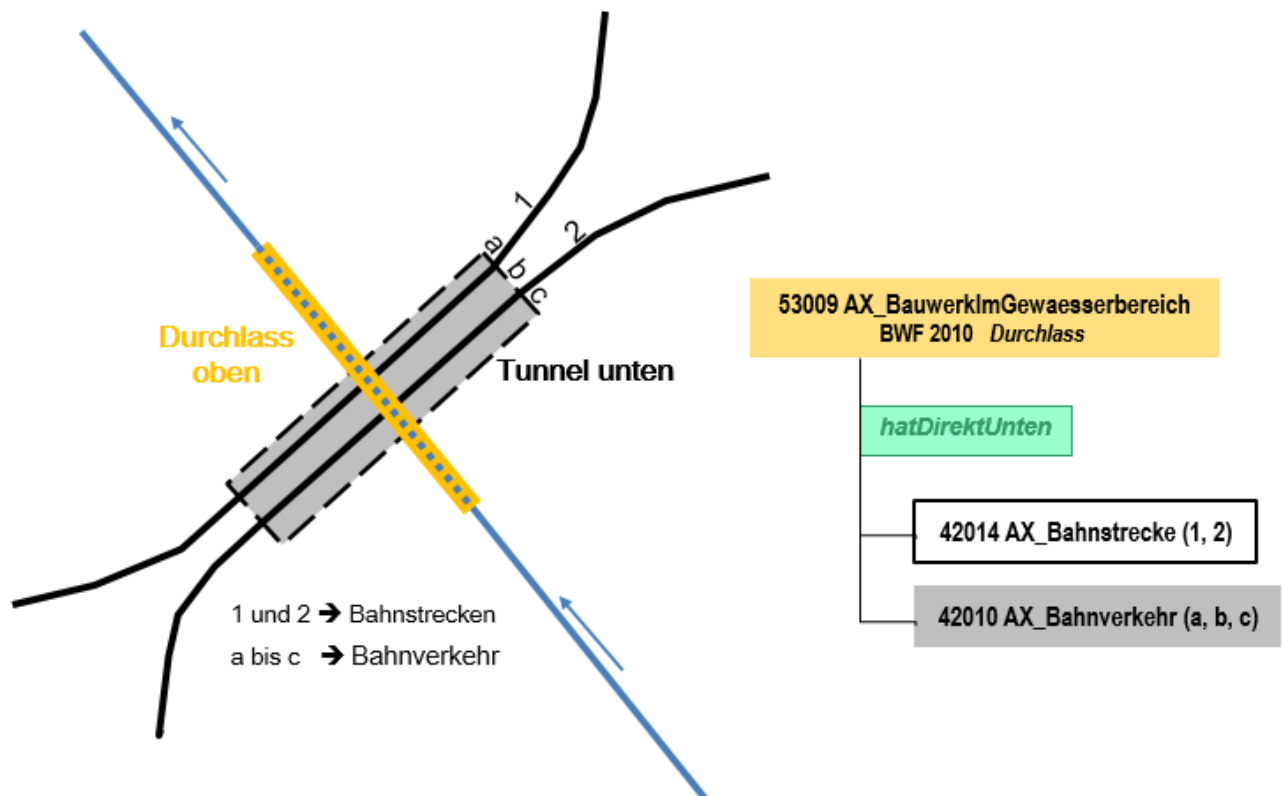 1
2
a
b
c
Durchlass
oben
Tunnel unten
1 und 2 ➔ Bahnstrecken
a bis c ➔ Bahnverkehr
53009 AX_BauwerkImGewaesserbereich
BWF 2010 Durchlass
hatDirektUnten
42014 AX_Bahnstrecke (1, 2)
42010 AX_Bahnverkehr (a, b, c)